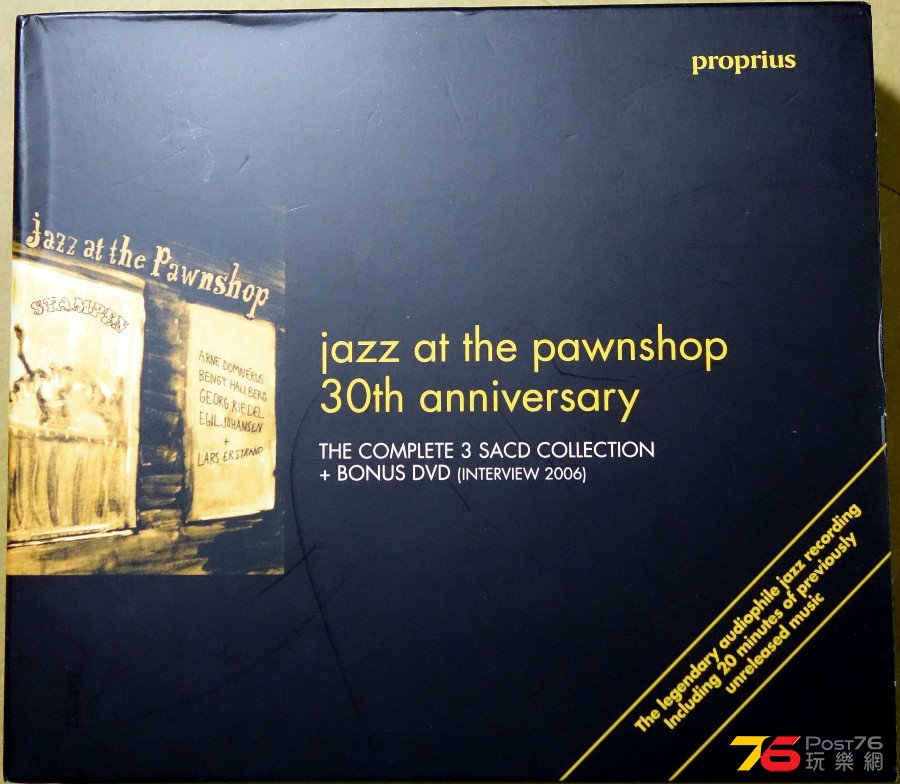 proprius
jazz at the Pawnshop
STAMPEN
ARNE DOMNÉRUS
BENGT HALLBERG
GEORG RIEDEL
EGIL JOHANSEN
+
LARS ERSTRAND
jazz at the pawnshop
30th anniversary
THE COMPLETE 3 SACD COLLECTION
+ BONUS DVD (INTERVIEW 2006)
The legendary audiophile jazz recording
Including 20 minutes of previously
unreleased music
76 POST76
玩樂網